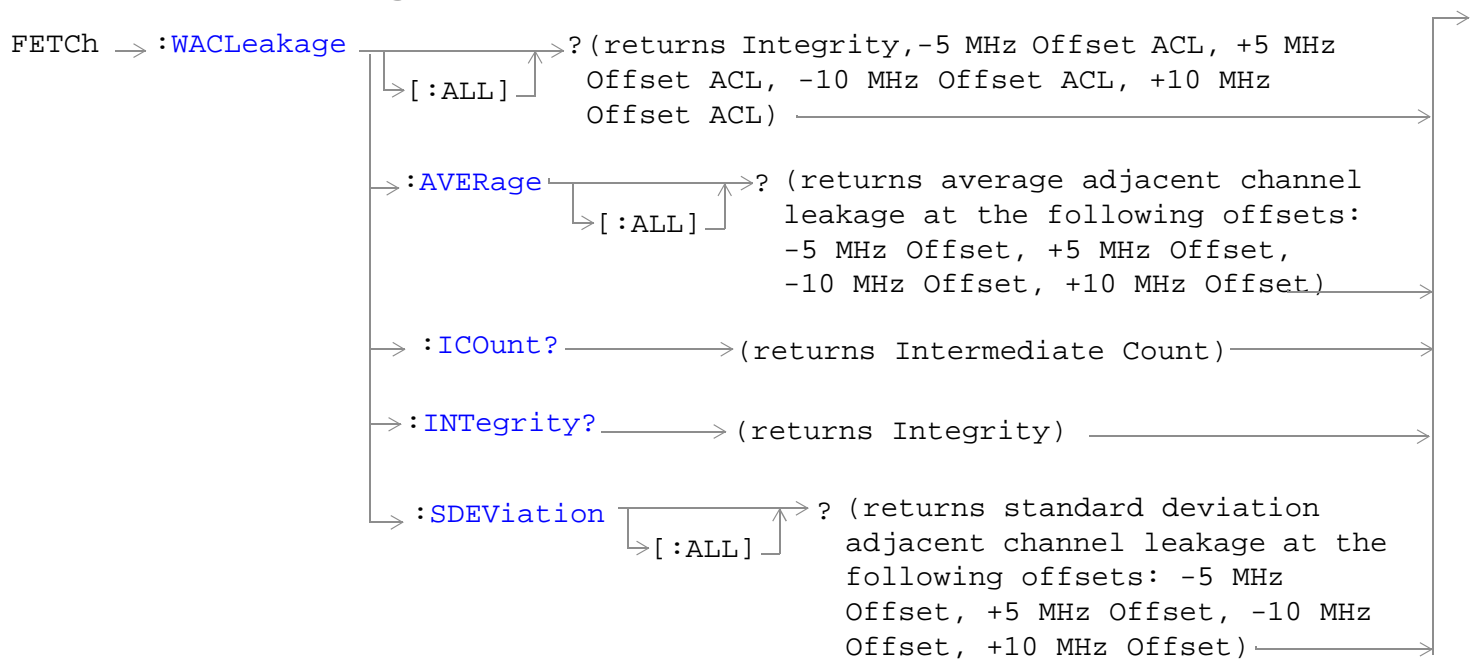 FETCh :WACLeakage ?(returns Integrity,-5 MHz Offset ACL, +5 MHz
[:ALL] Offset ACL, -10 MHz Offset ACL, +10 MHz
Offset ACL)
:AVERage ? (returns average adjacent channel
[:ALL] leakage at the following offsets:
-5 MHz Offset, +5 MHz Offset,
-10 MHz Offset, +10 MHz Offset)
:ICOunt? (returns Intermediate Count)
:INTegrity? (returns Integrity)
:SDEViation ? (returns standard deviation
[:ALL] adjacent channel leakage at the
following offsets: -5 MHz
Offset, +5 MHz Offset, -10 MHz
Offset, +10 MHz Offset)